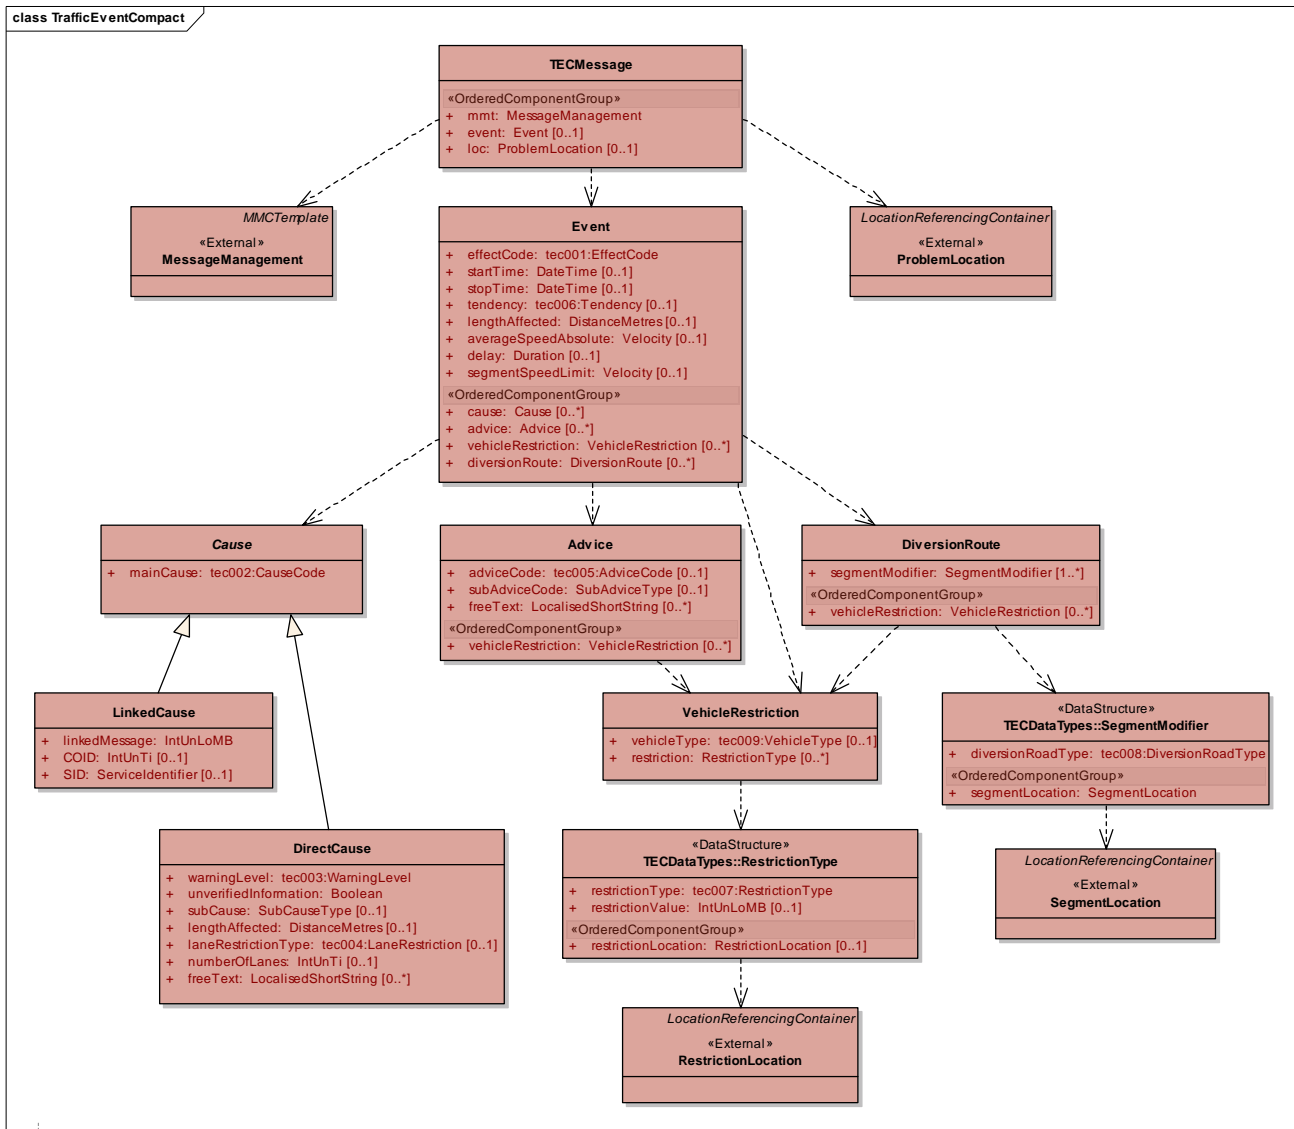 class TrafficEventCompact
TECMessage
«OrderedComponentGroup»
+ mmt: MessageManagement
+ event: Event [0..1]
+ loc: ProblemLocation [0..1]
MMCTemplate
«External»
MessageManagement
Event
+ effectCode: tec001:EffectCode
+ startTime: DateTime [0..1]
+ stopTime: DateTime [0..1]
+ tendency: tec006:Tendency [0..1]
+ lengthAffected: DistanceMetres [0..1]
+ averageSpeedAbsolute: Velocity [0..1]
+ delay: Duration [0..1]
+ segmentSpeedLimit: Velocity [0..1]
«OrderedComponentGroup»
+ cause: Cause [0..*]
+ advice: Advice [0..*]
+ vehicleRestriction: VehicleRestriction [0..*]
+ diversionRoute: DiversionRoute [0..*]
LocationReferencingContainer
«External»
ProblemLocation
Cause
+ mainCause: tec002:CauseCode
Advice
+ adviceCode: tec005:AdviceCode [0..1]
+ subAdviceCode: SubAdviceType [0..1]
+ freeText: LocalisedShortString [0..*]
«OrderedComponentGroup»
+ vehicleRestriction: VehicleRestriction [0..*]
DiversionRoute
+ segmentModifier: SegmentModifier [1..*]
«OrderedComponentGroup»
+ vehicleRestriction: VehicleRestriction [0..*]
LinkedCause
+ linkedMessage: IntUnLoMB
+ COID: IntUnTi [0..1]
+ SID: ServiceIdentifier [0..1]
VehicleRestriction
+ vehicleType: tec009:VehicleType [0..1]
+ restriction: RestrictionType [0..*]
«DataStructure»
TECDataTypes::SegmentModifier
+ diversionRoadType: tec008:DiversionRoadType
«OrderedComponentGroup»
+ segmentLocation: SegmentLocation
DirectCause
+ warningLevel: tec003:WarningLevel
+ unverifiedInformation: Boolean
+ subCause: SubCauseType [0..1]
+ lengthAffected: DistanceMetres [0..1]
+ laneRestrictionType: tec004:LaneRestriction [0..1]
+ numberOfLanes: IntUnTi [0..1]
+ freeText: LocalisedShortString [0..*]
«DataStructure»
TECDataTypes::RestrictionType
+ restrictionType: tec007:RestrictionType
+ restrictionValue: IntUnLoMB [0..1]
«OrderedComponentGroup»
+ restrictionLocation: RestrictionLocation [0..1]
LocationReferencingContainer
«External»
SegmentLocation
LocationReferencingContainer
«External»
RestrictionLocation